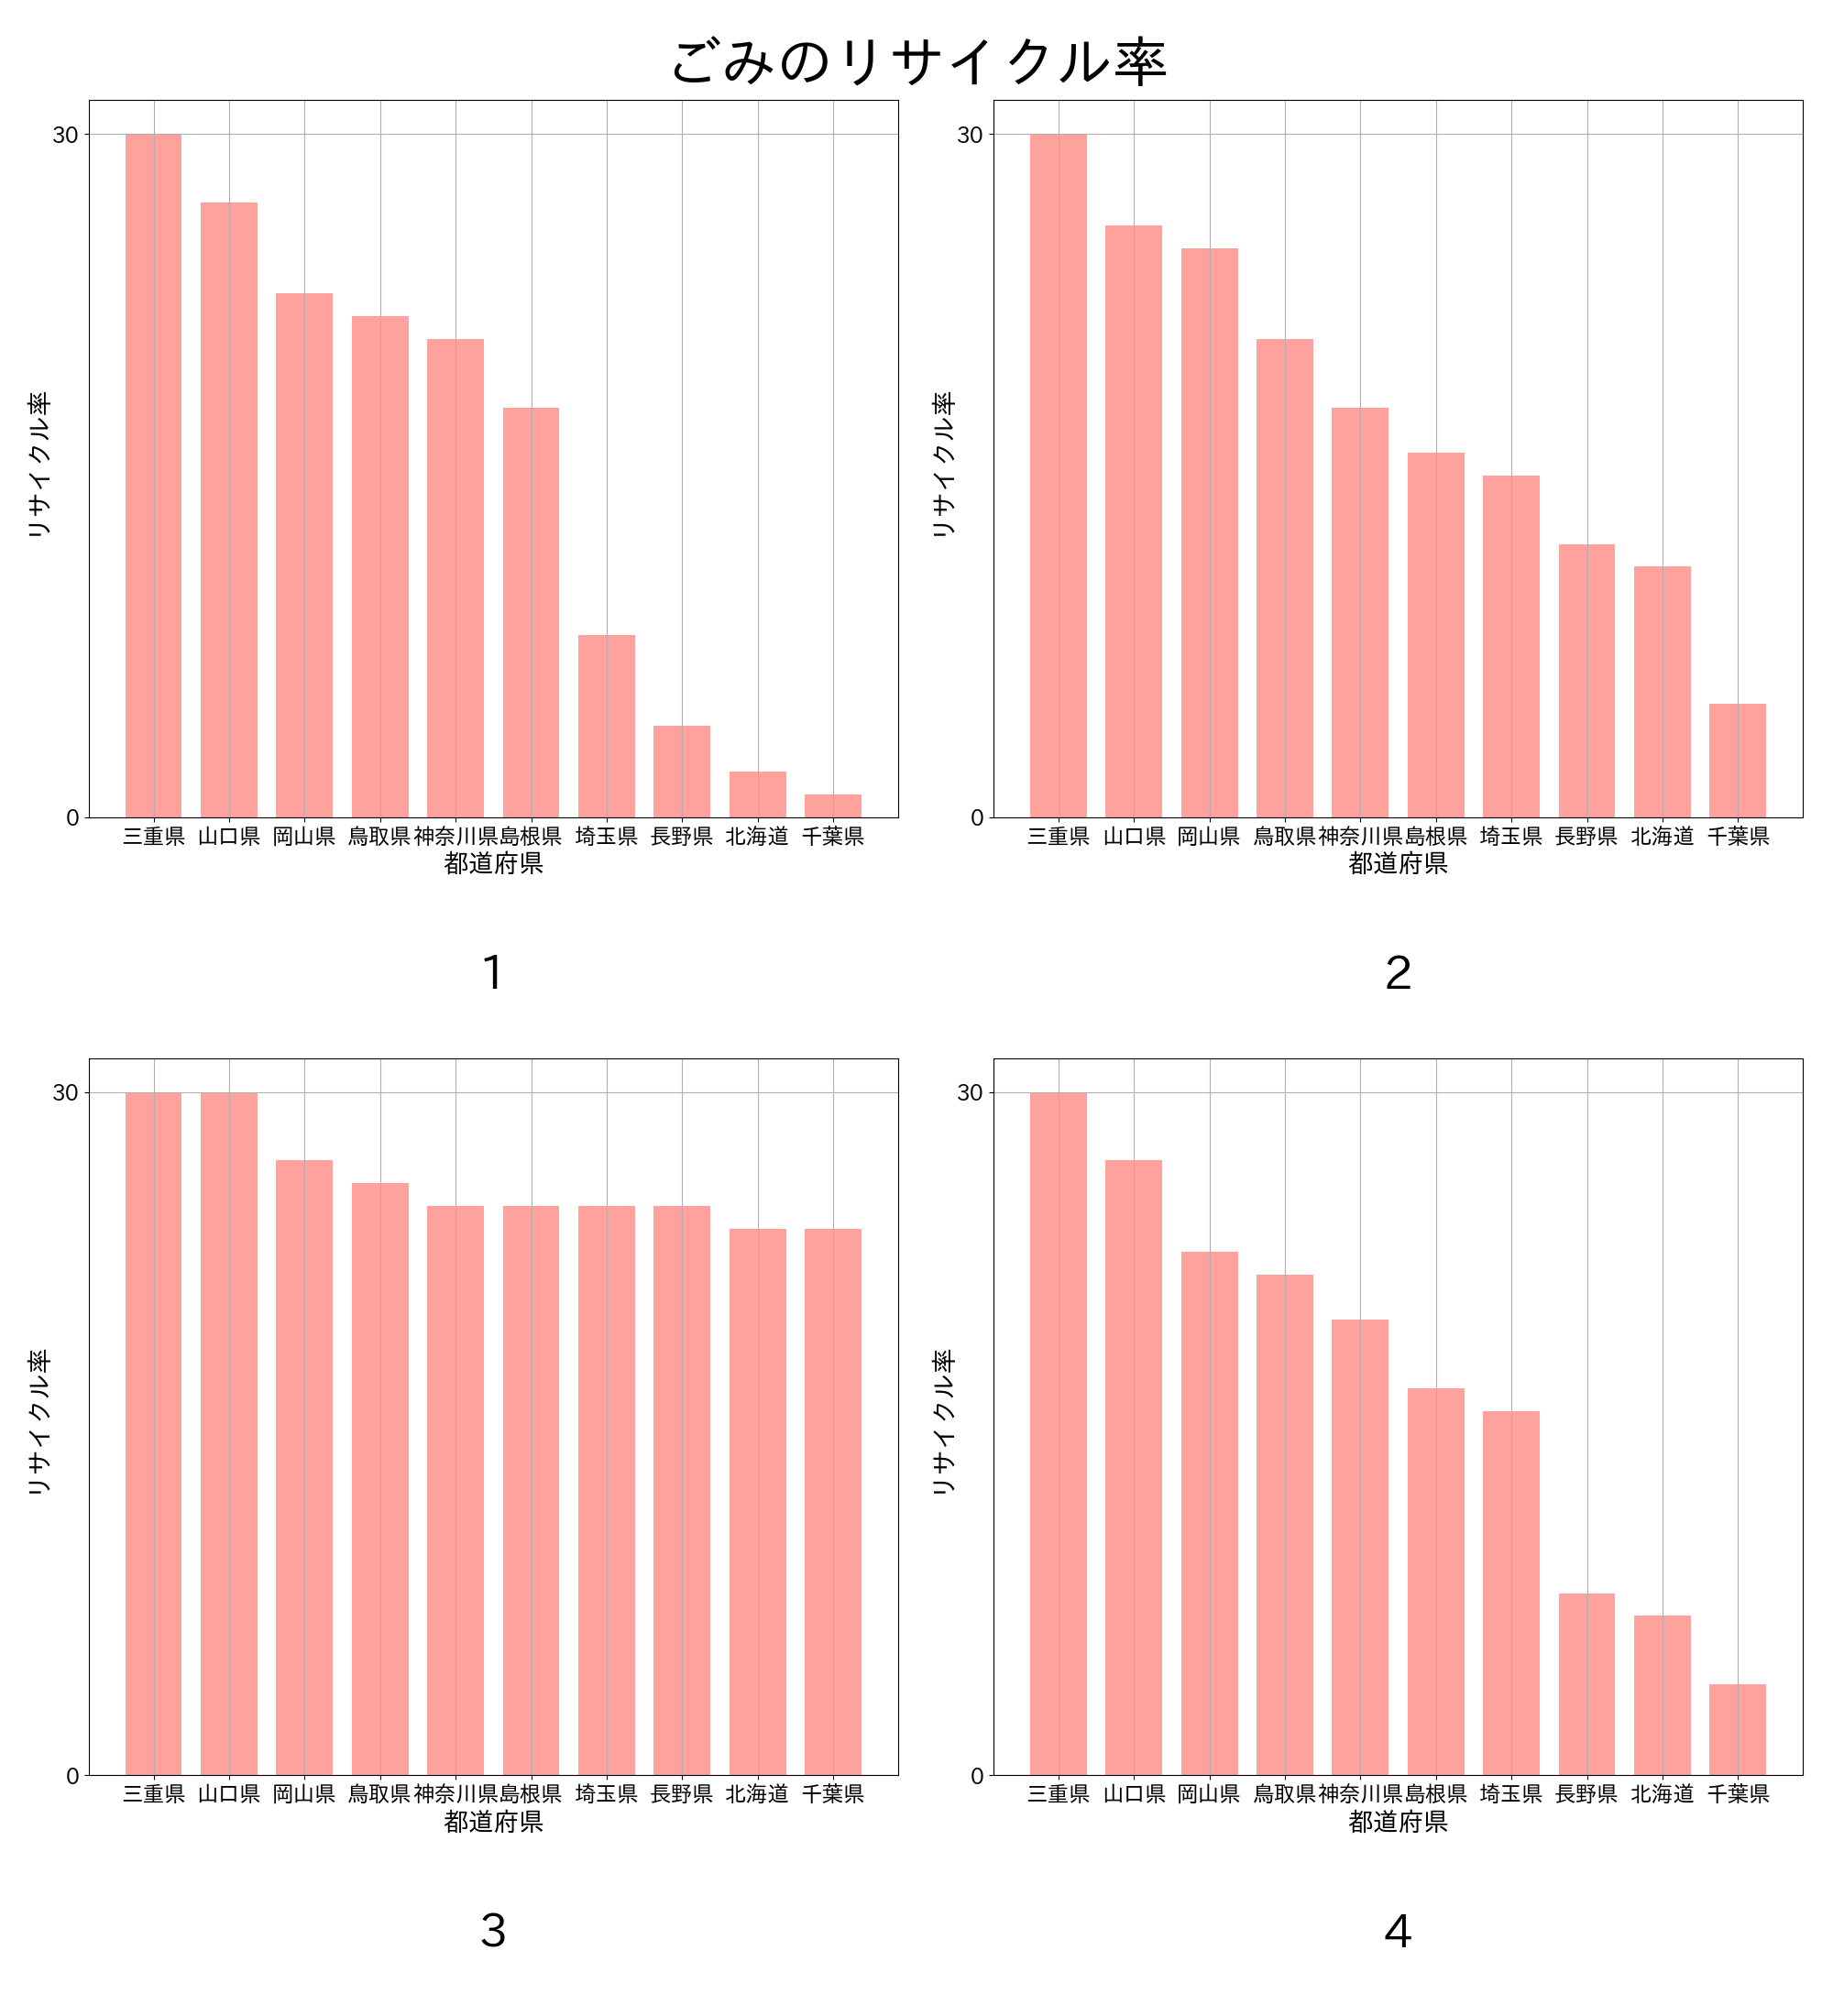 ごみのリサイクル率
30
0
リサイクル率
三重県 山口県 岡山県 鳥取県 神奈川県 島根県 埼玉県 長野県 北海道 千葉県
都道府県
1
30
0
リサイクル率
三重県 山口県 岡山県 鳥取県 神奈川県 島根県 埼玉県 長野県 北海道 千葉県
都道府県
2
30
0
リサイクル率
三重県 山口県 岡山県 鳥取県 神奈川県 島根県 埼玉県 長野県 北海道 千葉県
都道府県
3
30
0
リサイクル率
三重県 山口県 岡山県 鳥取県 神奈川県 島根県 埼玉県 長野県 北海道 千葉県
都道府県
4